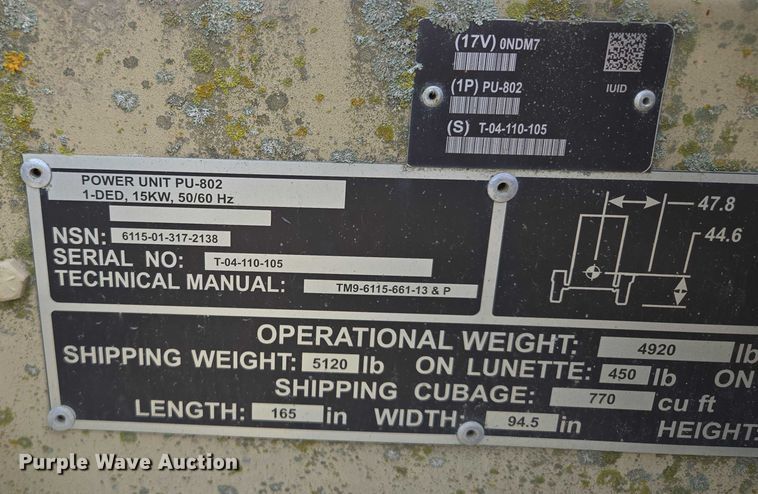 (17V) 0NDM7
(1P) PU-802
IUID
(S) T-04-110-105
POWER UNIT PU-802
1-DED, 15KW, 50/60 Hz
NSN: 6115-01-317-2138
SERIAL NO: T-04-110-105
TECHNICAL MANUAL: TM9-6115-661-13 & P
47.8
44.6
OPERATIONAL WEIGHT: 4920 lb
SHIPPING WEIGHT: 5120 lb ON LUNETTE: 450 lb ON
SHIPPING CUBAGE: 770 cu ft
LENGTH: 165 in WIDTH: 94.5 in HEIGHT:
Purple Wave Auction